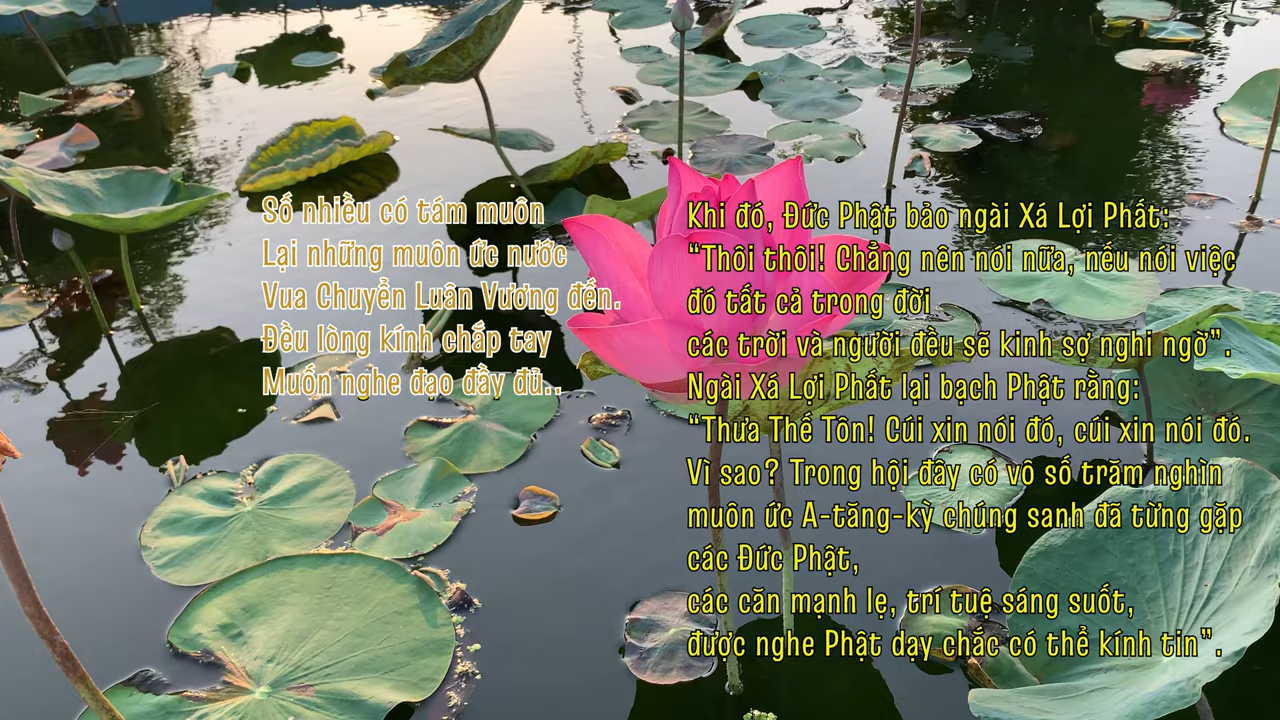 Số nhiều có tám muôn
Lại những muôn ức nước
Vua Chuyển Luân Vương đến.
Đều lòng kính chắp tay
Muốn nghe đạo đầy đủ..
Khi đó, Đức Phật bảo ngài Xá Lợi Phất:
“Thôi thôi! Chẳng nên nói nữa, nếu nói việc
đó tất cả trong đời
các trời và người đều sẽ kinh sợ nghi ngờ”.
Ngài Xá Lợi Phất lại bạch Phật rằng:
“Thưa Thế Tôn! Cúi xin nói đó, cúi xin nói đó.
Vì sao? Trong hội đây có vô số trăm nghìn
muôn ức A-tăng-kỳ chúng sanh đã từng gặp
các Đức Phật,
các căn mạnh lẹ, trí tuệ sáng suốt,
được nghe Phật dạy chắc có thể kính tin”.